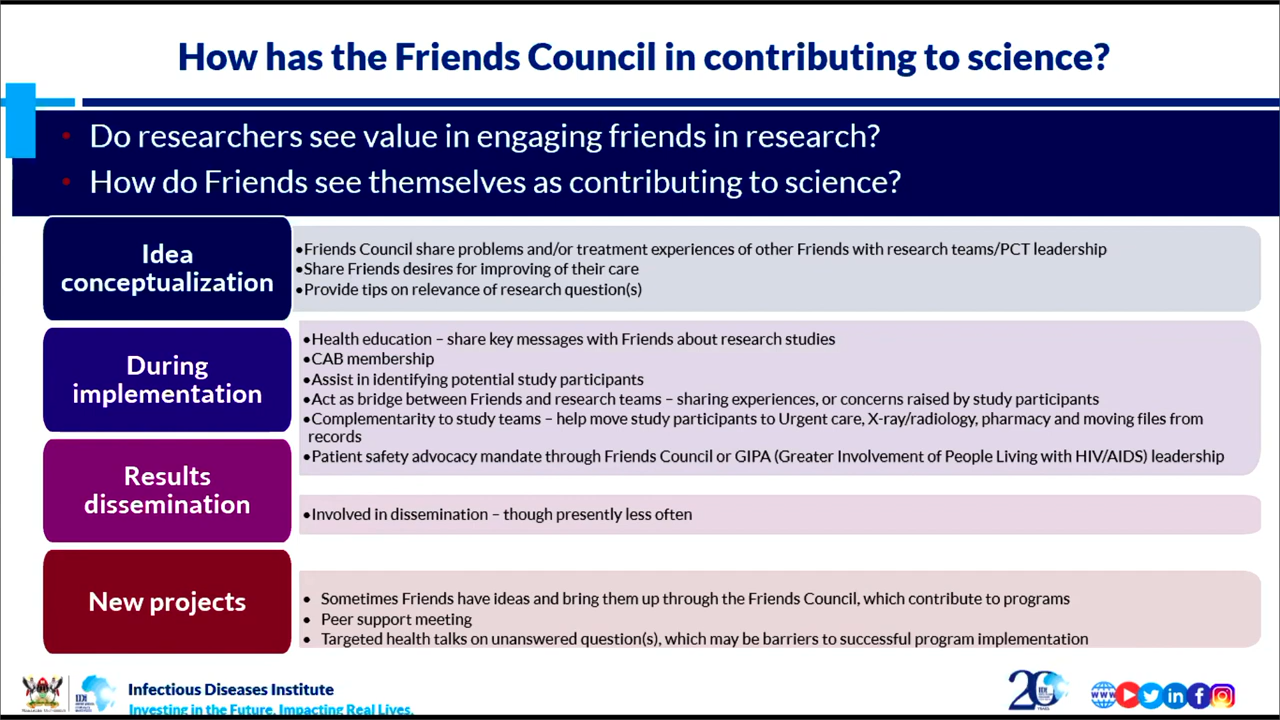 How has the Friends Council in contributing to science?
• Do researchers see value in engaging friends in research?
• How do Friends see themselves as contributing to science?
Idea
conceptualization
•Friends Council share problems and/or treatment experiences of other Friends with research teams/PCT leadership
•Share Friends desires for improving of their care
•Provide tips on relevance of research question(s)
During
implementation
•Health education – share key messages with Friends about research studies
•CAB membership
•Assist in identifying potential study participants
•Act as bridge between Friends and research teams – sharing experiences, or concerns raised by study participants
•Complementarity to study teams – help move study participants to Urgent care, X-ray/radiology, pharmacy and moving files from
records
•Patient safety advocacy mandate through Friends Council or GIPA (Greater Involvement of People Living with HIV/AIDS) leadership
Results
dissemination
•Involved in dissemination – though presently less often
New projects
• Sometimes Friends have ideas and bring them up through the Friends Council, which contribute to programs
• Peer support meeting
• Targeted health talks on unanswered question(s), which may be barriers to successful program implementation
IDI
Infectious Diseases Institute
Investing in the Future. Impacting Real Lives.
20
IDI
YEARS